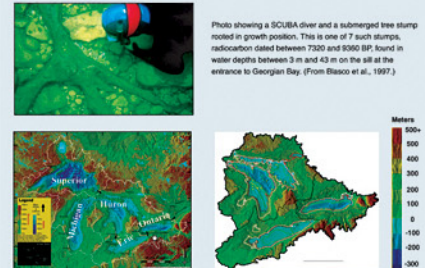 Photo showing a SCUBA diver and a submerged tree stump
rooted in growth position. This is one of 7 such stumps,
radiocarbon dated between 7320 and 9360 BP, found in
water depths between 3 m and 43 m on the sill at the
entrance to Georgian Bay. (From Blasco et al., 1997.)
Superior
Michigan
Huron
Ontario
Erie
Legend
Meters
500+
500
400
300
200
100
0
-100
-200
-300